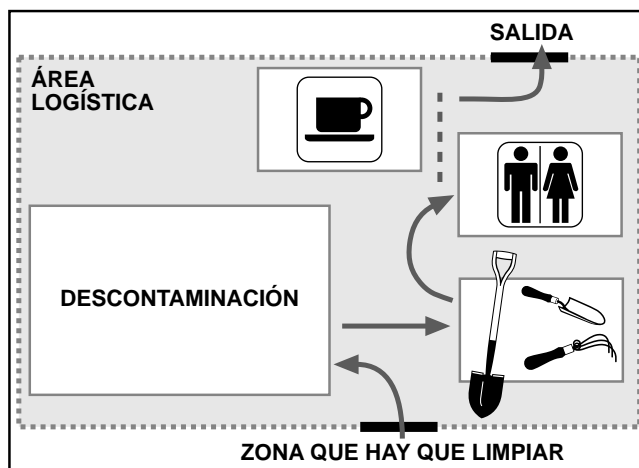 SALIDA
ÁREA
LOGÍSTICA
DESCONTAMINACIÓN
ZONA QUE HAY QUE LIMPIAR